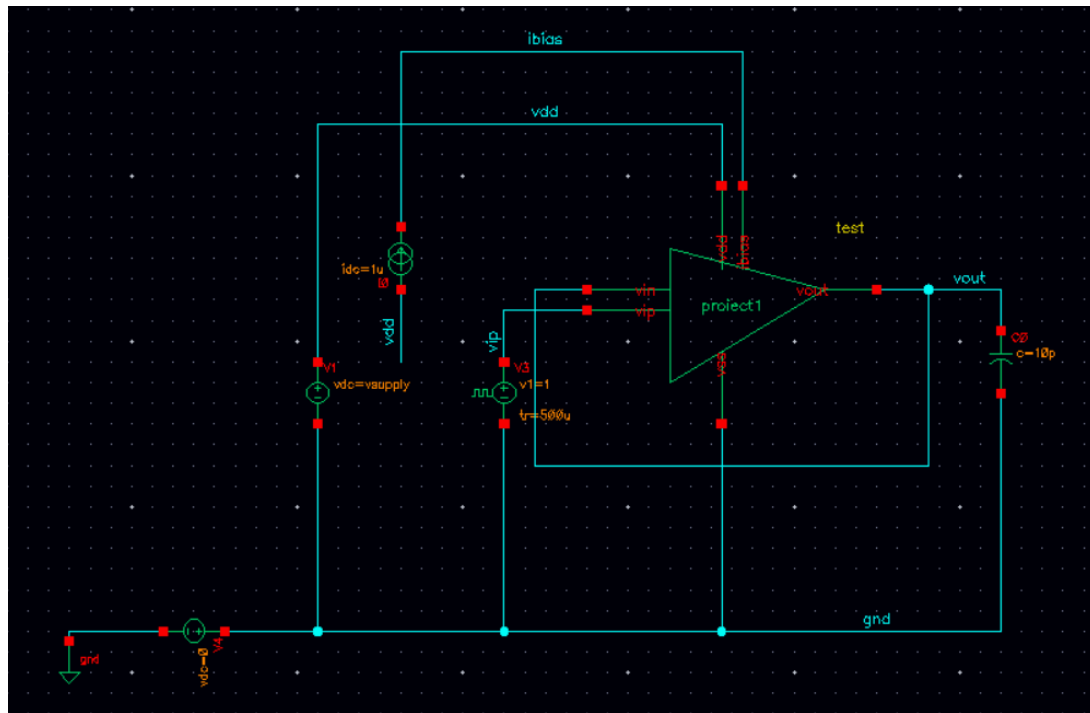 ibias
vdd
test
vdd
ibias
idc=1u
I0
vin
vout
vout
proiect1
vip
vdd
vip
V1
V3
C0
vdc=vsupply
v1=1
c=10p
vss
tr=500u
gnd
gnd
vdc=0
V4